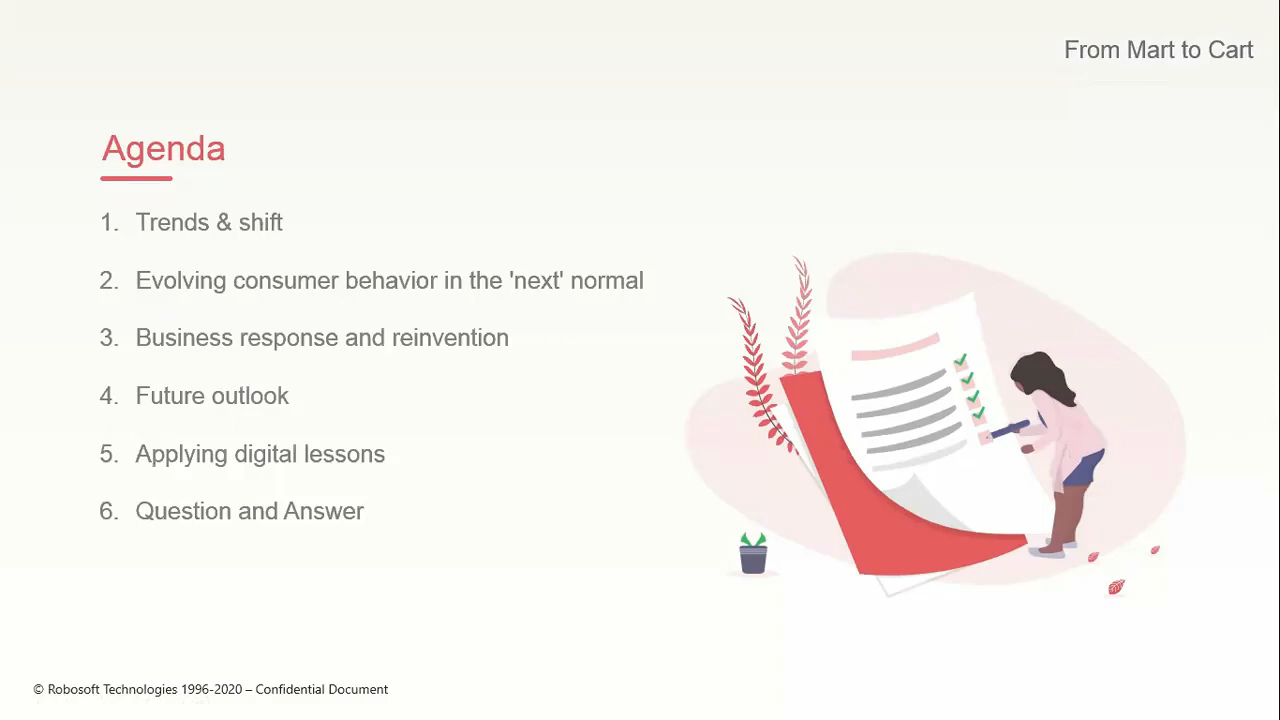 From Mart to Cart
Agenda
1. Trends & shift
2. Evolving consumer behavior in the 'next' normal
3. Business response and reinvention
4. Future outlook
5. Applying digital lessons
6. Question and Answer
© Robosoft Technologies 1996-2020 – Confidential Document